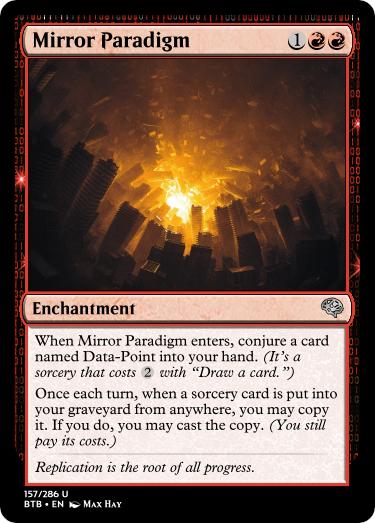 Mirror Paradigm 1
Enchantment
When Mirror Paradigm enters, conjure a card
named Data-Point into your hand. (It's a
sorcery that costs 2 with “Draw a card.”)
Once each turn, when a sorcery card is put into
your graveyard from anywhere, you may copy
it. If you do, you may cast the copy. (You still
pay its costs.)
Replication is the root of all progress.
157/286 U
BTB • EN Max Hay